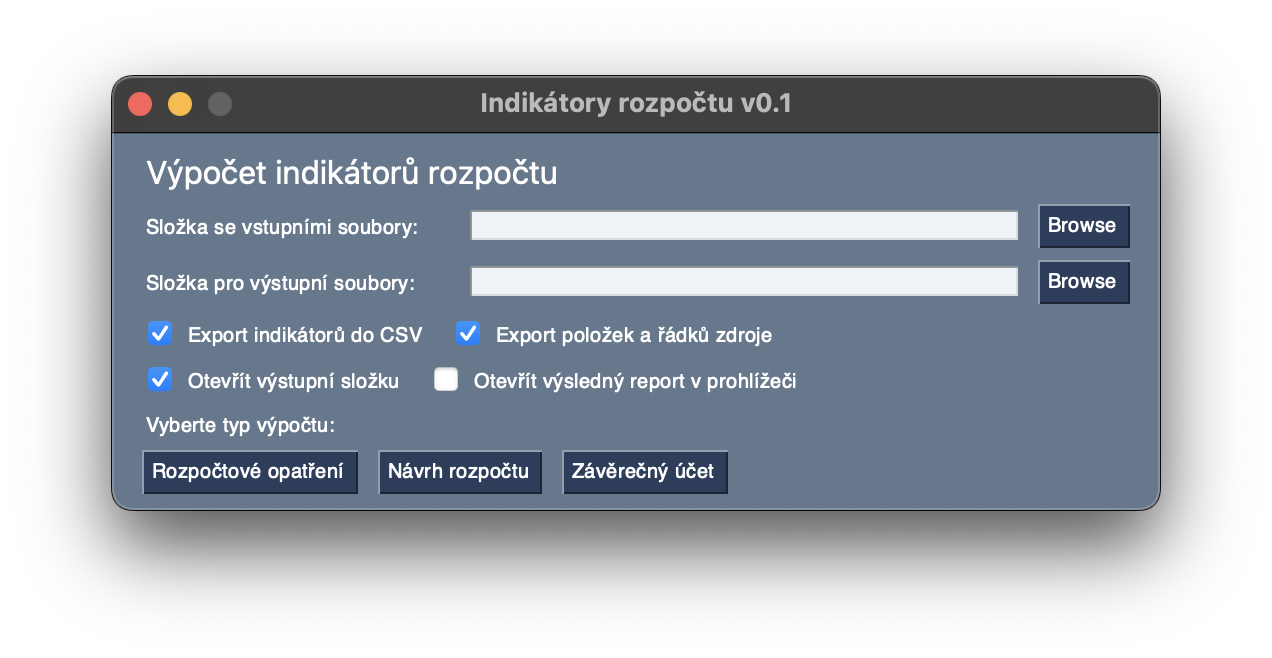 Indikátory rozpočtu v0.1
Výpočet indikátorů rozpočtu
Složka se vstupními soubory: Browse
Složka pro výstupní soubory: Browse
Export indikátorů do CSV Export položek a řádků zdroje
Otevřít výstupní složku Otevřít výsledný report v prohlížeči
Vyberte typ výpočtu:
Rozpočtové opatření Návrh rozpočtu Závěrečný účet